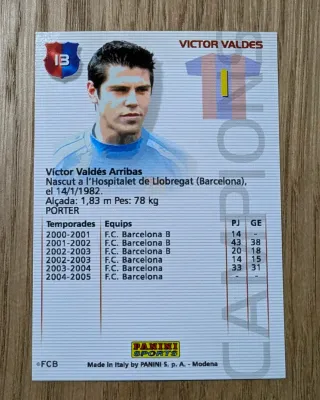 13
VICTOR VALDES
1
CAMPIONS
Víctor Valdés Arribas
Nascut a l'Hospitalet de Llobregat (Barcelona),
el 14/1/1982.
Alçada: 1,83 m Pes: 78 kg
PORTER
Temporades Equips PJ GE
2000-2001 F.C. Barcelona B 14 -
2001-2002 F.C. Barcelona B 43 38
2002-2003 F.C. Barcelona B 20 18
2002-2003 F.C. Barcelona 14 15
2003-2004 F.C. Barcelona 33 31
2004-2005 F.C. Barcelona - -
PANINI
SPORTS
FCB
Made in Italy by PANINI S. p. A. - Modena